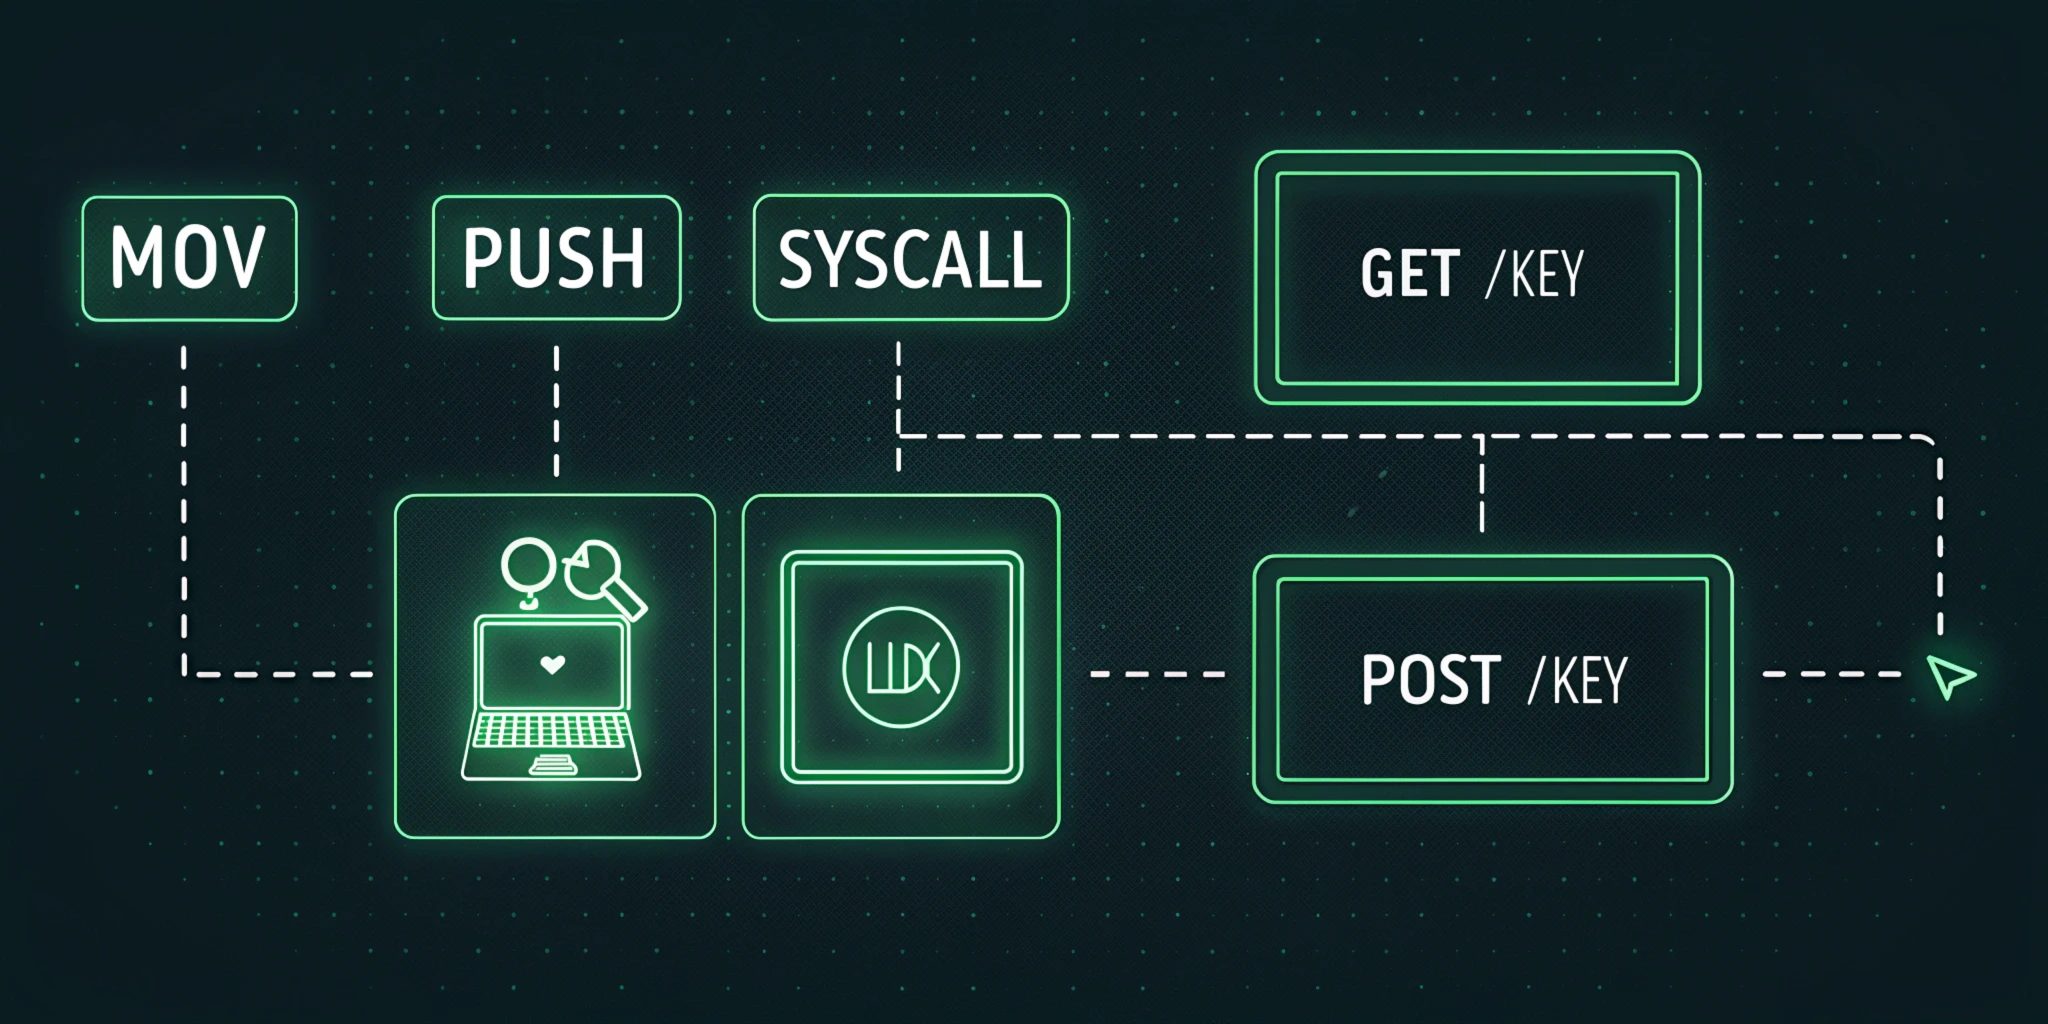 MOV
PUSH
SYSCALL
GET /KEY
POST /KEY